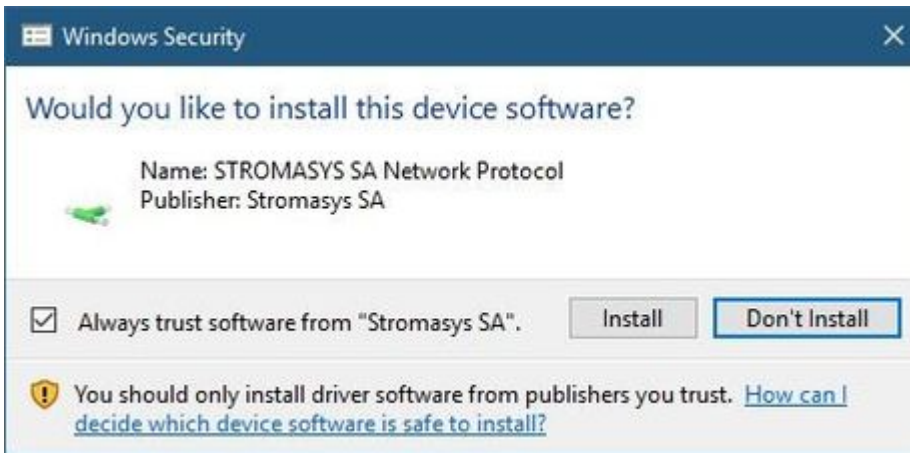 Windows Security
Would you like to install this device software?
Name: STROMASYS SA Network Protocol
Publisher: Stromasys SA
Always trust software from "Stromasys SA".
Install
Don't Install
You should only install driver software from publishers you trust. How can I
decide which device software is safe to install?